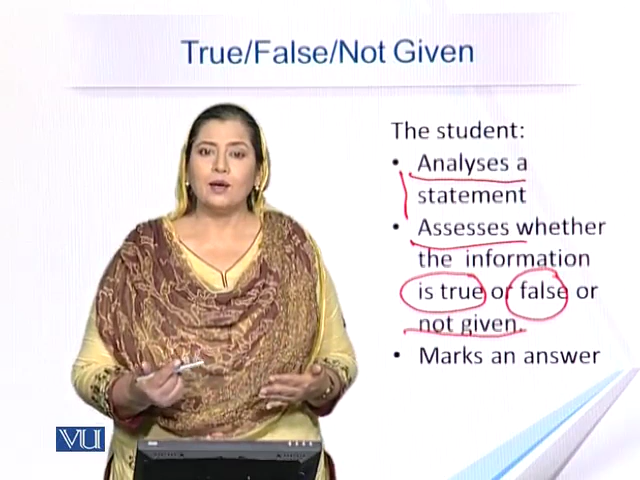 True/False/Not Given
The student:
• Analyses a
statement
• Assesses whether
the information
is true or false or
not given.
• Marks an answer
VU